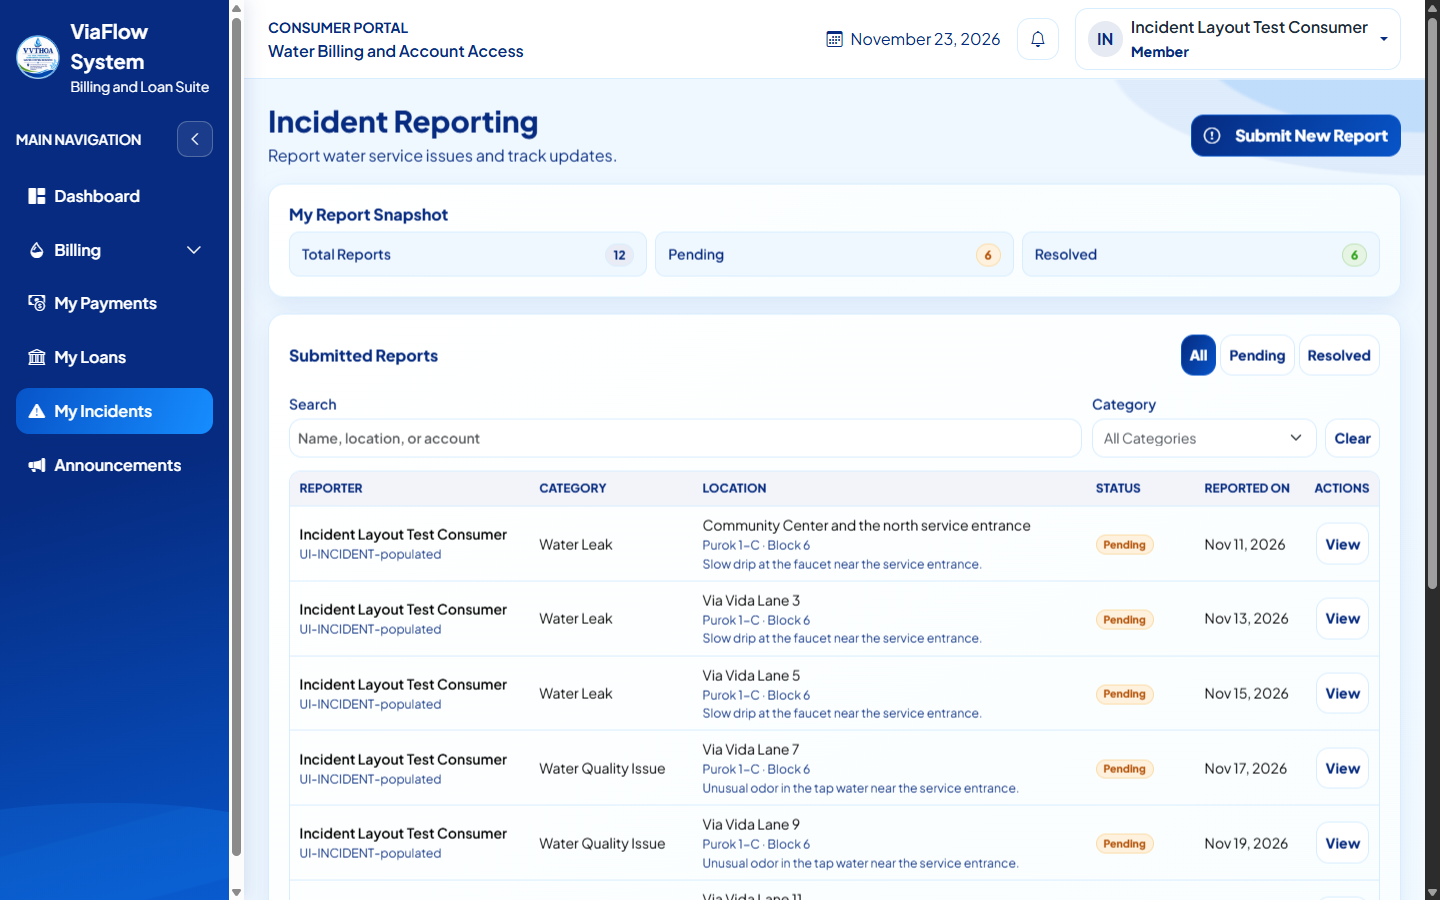 ViaFlow
System
Billing and Loan Suite
MAIN NAVIGATION
Dashboard
Billing
My Payments
My Loans
My Incidents
Announcements
CONSUMER PORTAL
Water Billing and Account Access
November 23, 2026
IN
Incident Layout Test Consumer
Member
Incident Reporting
Report water service issues and track updates.
Submit New Report
My Report Snapshot
Total Reports 12
Pending 6
Resolved 6
Submitted Reports
All Pending Resolved
Search
Name, location, or account
Category
All Categories
Clear
REPORTER CATEGORY LOCATION STATUS REPORTED ON ACTIONS
Incident Layout Test Consumer
UI-INCIDENT-populated
Water Leak
Community Center and the north service entrance
Purok 1-C · Block 6
Slow drip at the faucet near the service entrance.
Pending
Nov 11, 2026
View
Incident Layout Test Consumer
UI-INCIDENT-populated
Water Leak
Via Vida Lane 3
Purok 1-C · Block 6
Slow drip at the faucet near the service entrance.
Pending
Nov 13, 2026
View
Incident Layout Test Consumer
UI-INCIDENT-populated
Water Leak
Via Vida Lane 5
Purok 1-C · Block 6
Slow drip at the faucet near the service entrance.
Pending
Nov 15, 2026
View
Incident Layout Test Consumer
UI-INCIDENT-populated
Water Quality Issue
Via Vida Lane 7
Purok 1-C · Block 6
Unusual odor in the tap water near the service entrance.
Pending
Nov 17, 2026
View
Incident Layout Test Consumer
UI-INCIDENT-populated
Water Quality Issue
Via Vida Lane 9
Purok 1-C · Block 6
Unusual odor in the tap water near the service entrance.
Pending
Nov 19, 2026
View
Via Vida Lane 11